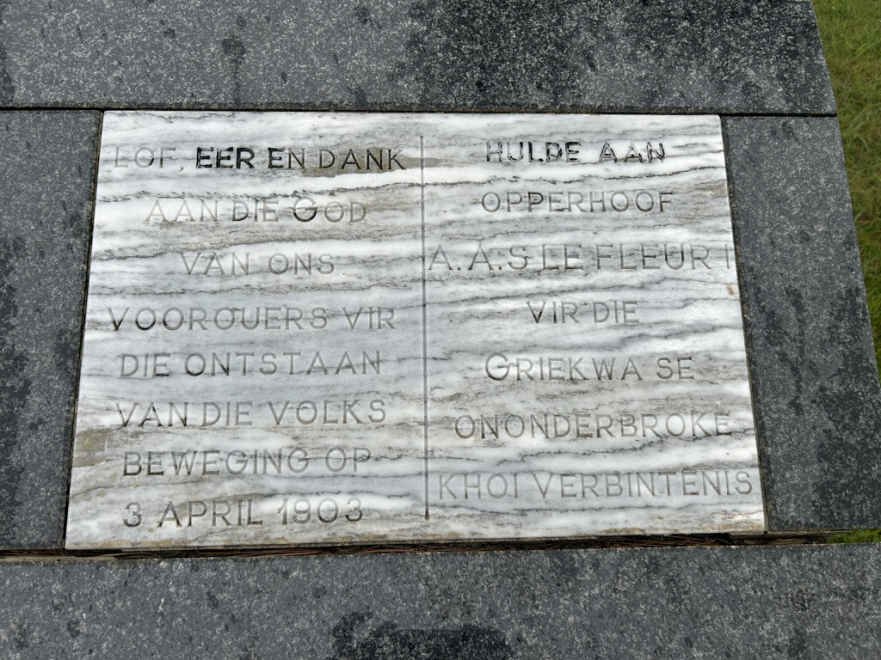 LOF, EER EN DANK
AAN DIE GOD
VAN ONS
VOOROUERS VIR
DIE ONTSTAAN
VAN DIE VOLKS
BEWEGING OP
3 APRIL 1903
HULDE AAN
OPPERHOOF
A.A.S. LE FLEUR I
VIR DIE
GRIEKWA SE
ONONDERBROKE
KHOI VERBINTENIS